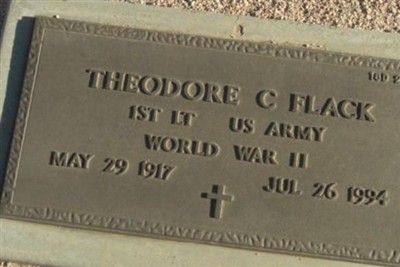 THEODORE C FLACK
1ST LT US ARMY
WORLD WAR II
MAY 29 1917 JUL 26 1994